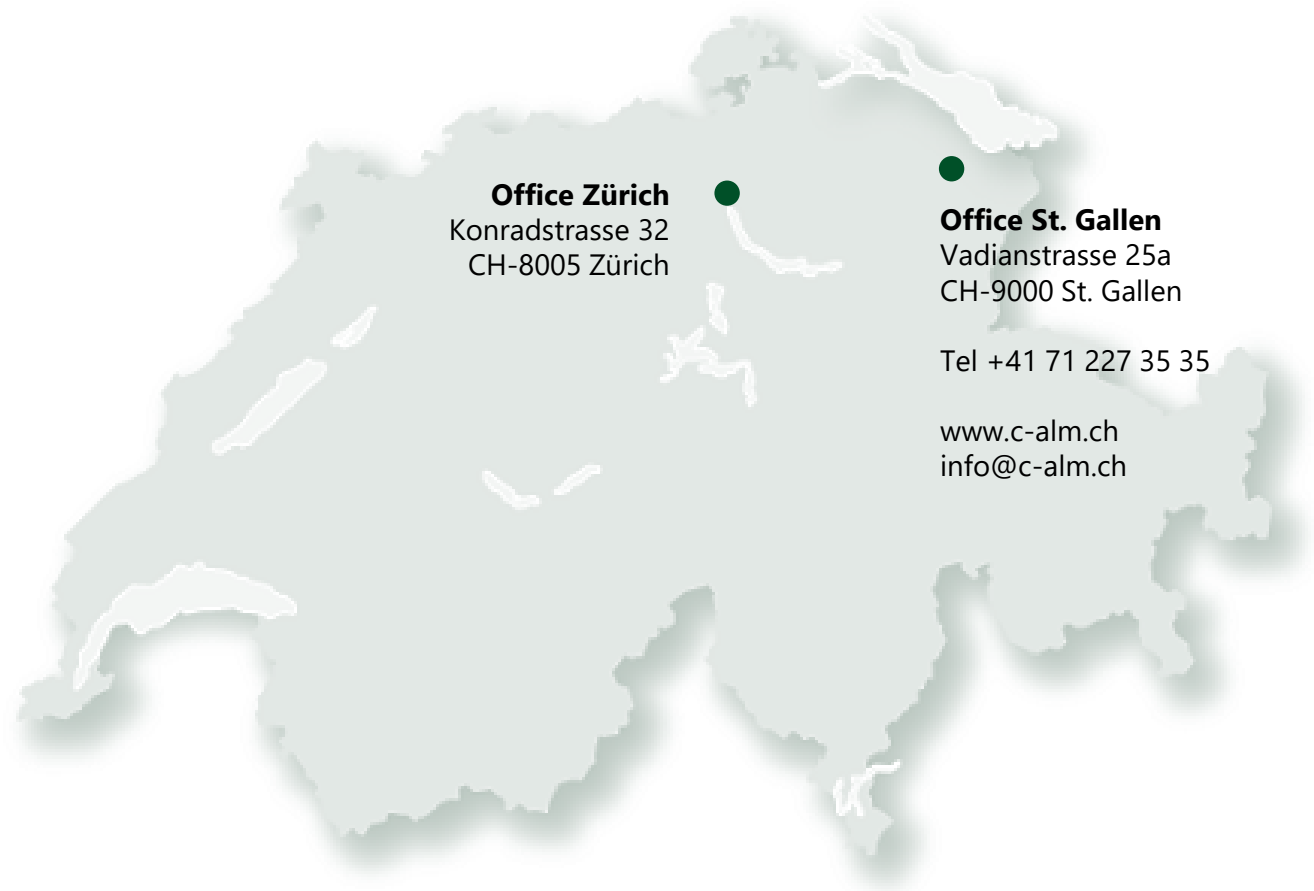 Office Zürich
Konradstrasse 32
CH-8005 Zürich
Office St. Gallen
Vadianstrasse 25a
CH-9000 St. Gallen
Tel +41 71 227 35 35
www.c-alm.ch
info@c-alm.ch